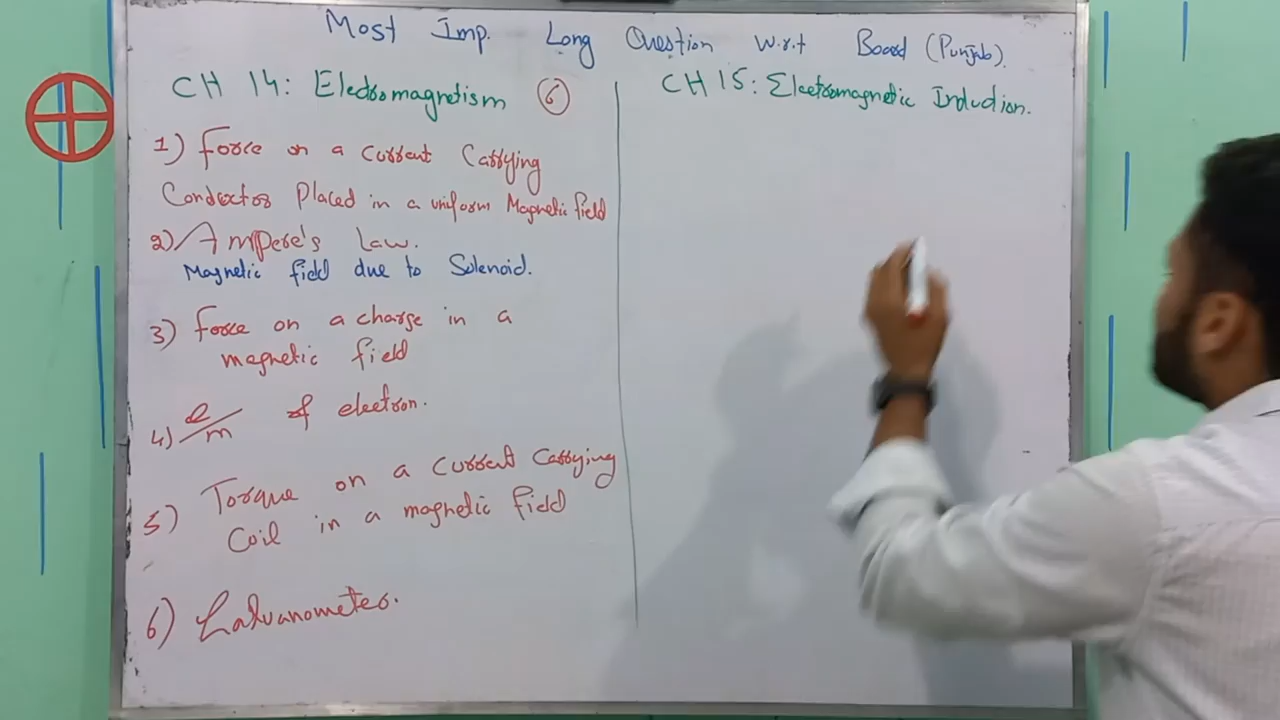 Most Imp. Long Question w.r.t Board (Punjab).
CH 14: Electromagnetism 6
1) Force on a current Carrying
Conductor Placed in a uniform Magnetic field
2) Ampere's Law.
Magnetic field due to Solenoid.
3) Force on a charge in a
magnetic field
4) e/m of electron.
5) Torque on a current Carrying
Coil in a magnetic field
6) Galvanometer.
CH 15: Electromagnetic Induction.